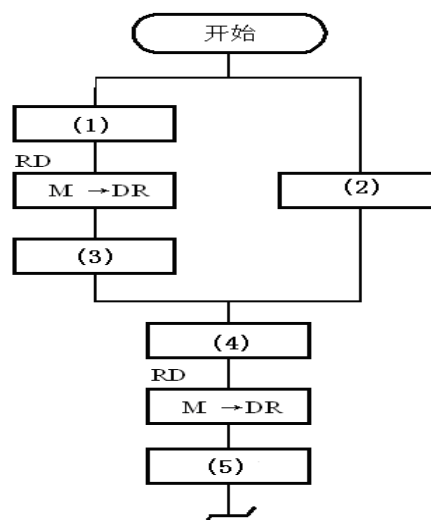 开始
(1)
RD
M →DR
(2)
(3)
(4)
RD
M →DR
(5)